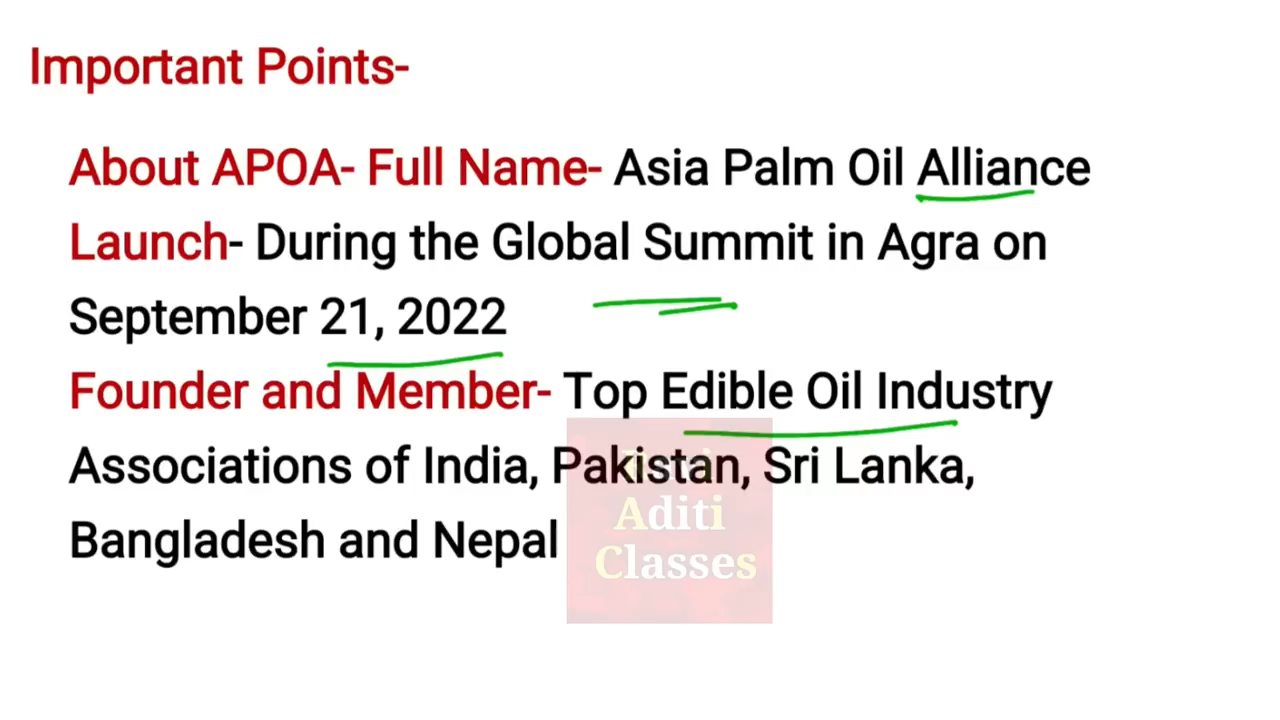 Important Points-
About APOA- Full Name- Asia Palm Oil Alliance
Launch- During the Global Summit in Agra on
September 21, 2022
Founder and Member- Top Edible Oil Industry
Associations of India, Pakistan, Sri Lanka,
Bangladesh and Nepal
Aditi
Classes